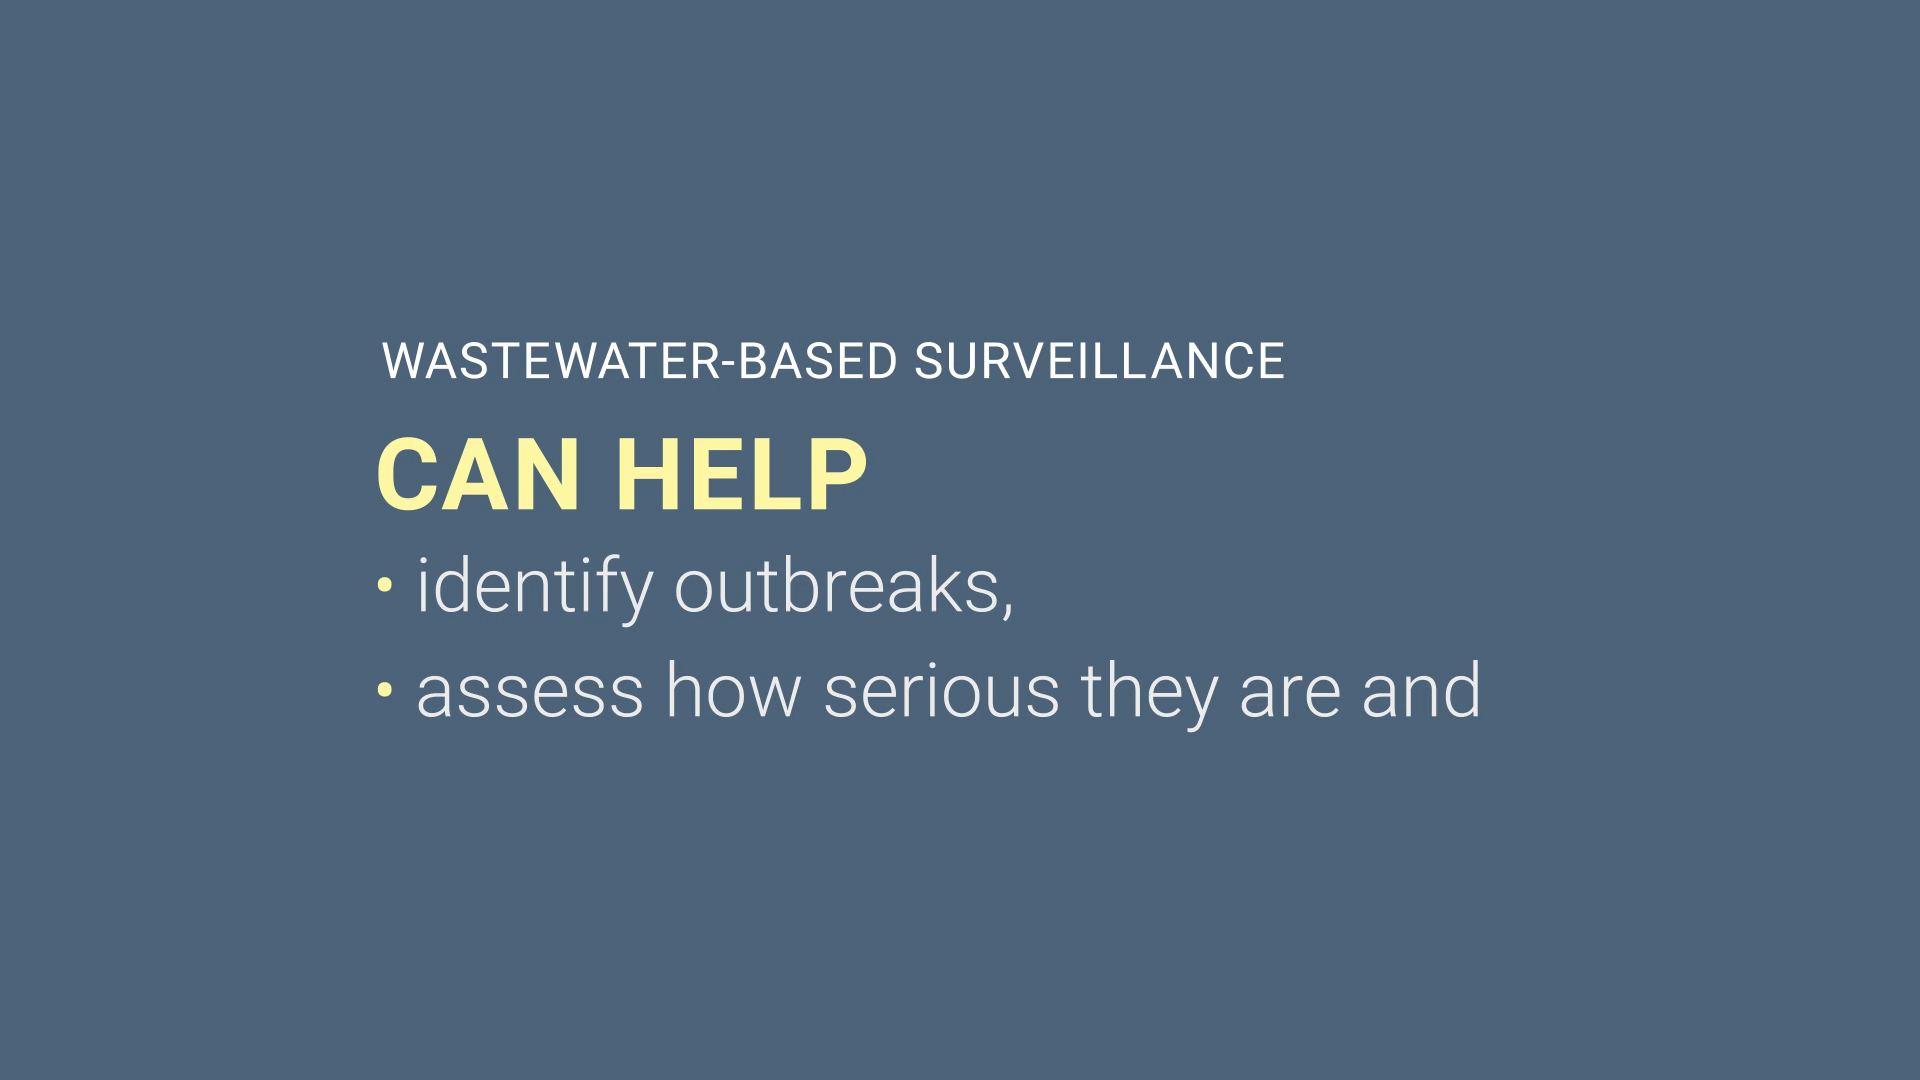 WASTEWATER-BASED SURVEILLANCE
CAN HELP
• identify outbreaks,
• assess how serious they are and